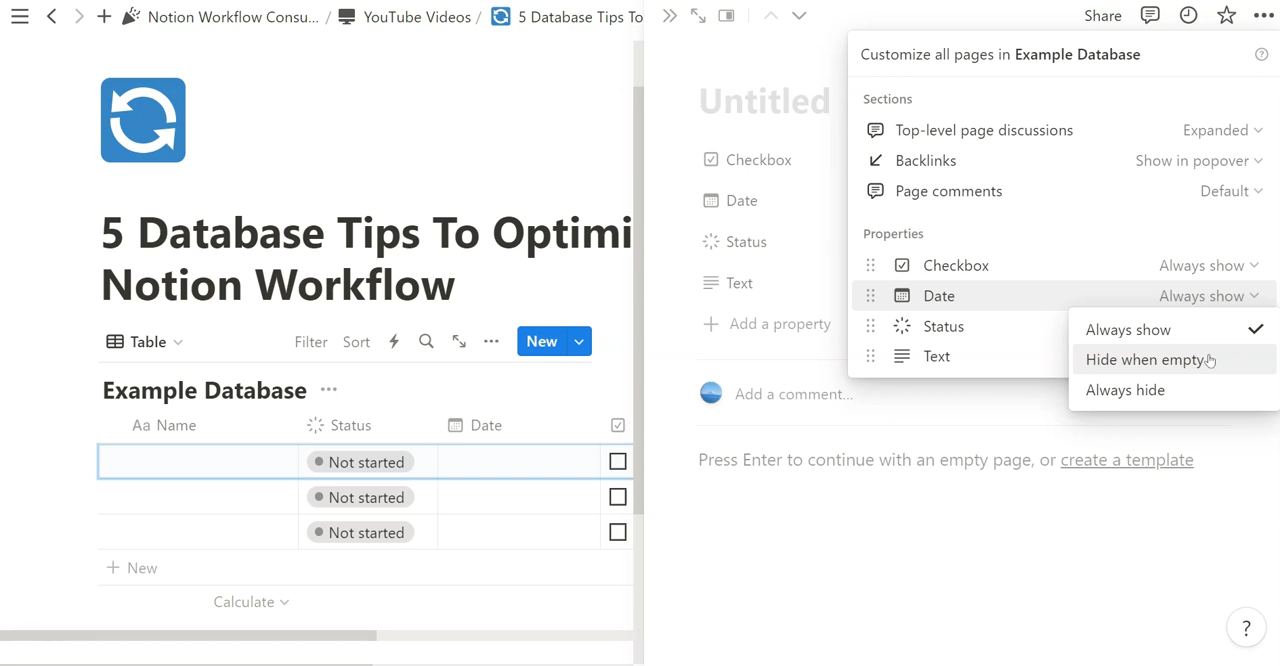 Notion Workflow Consu... / YouTube Videos / 5 Database Tips To
5 Database Tips To Optimi
Notion Workflow
Table
Filter Sort
New
Example Database ...
Aa Name Status Date
Not started
Not started
Not started
+ New
Calculate
Share
Untitled
Checkbox
Date
Status
Text
+ Add a property
Add a comment...
Press Enter to continue with an empty page, or create a template
Customize all pages in Example Database ?
Sections
Top-level page discussions Expanded
Backlinks Show in popover
Page comments Default
Properties
Checkbox Always show
Date Always show
Status
Text
Always show
Hide when empty
Always hide
?